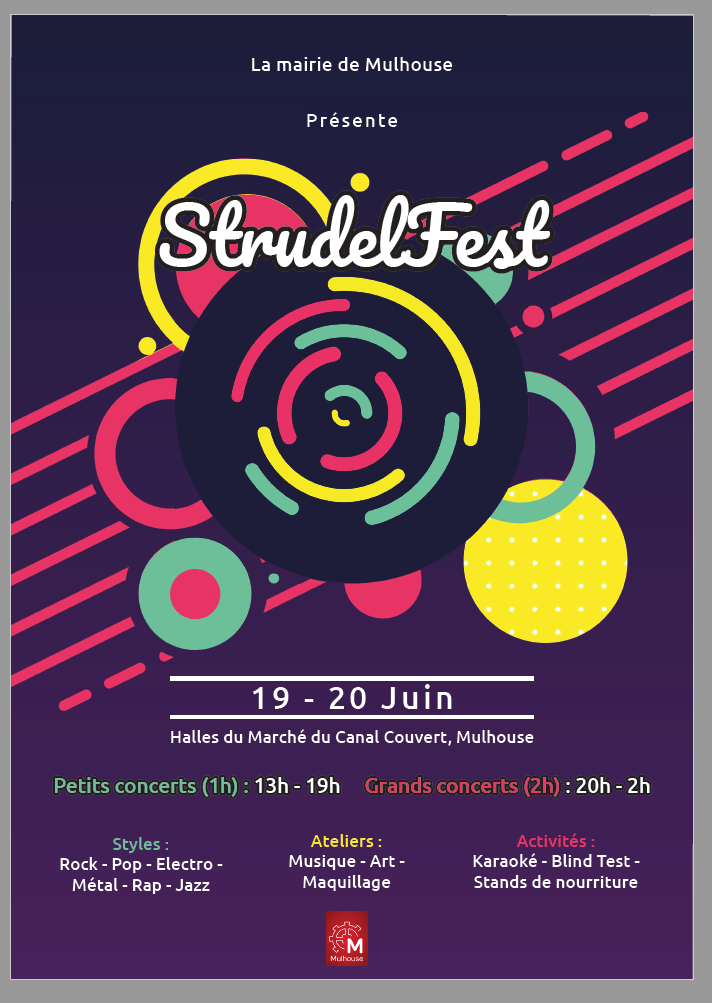 La mairie de Mulhouse
Présente
StrudelFest
19 - 20 Juin
Halles du Marché du Canal Couvert, Mulhouse
Petits concerts (1h) : 13h - 19h
Grands concerts (2h) : 20h - 2h
Styles :
Rock - Pop - Electro -
Métal - Rap - Jazz
Ateliers :
Musique - Art -
Maquillage
Activités :
Karaoké - Blind Test -
Stands de nourriture
M
Mulhouse